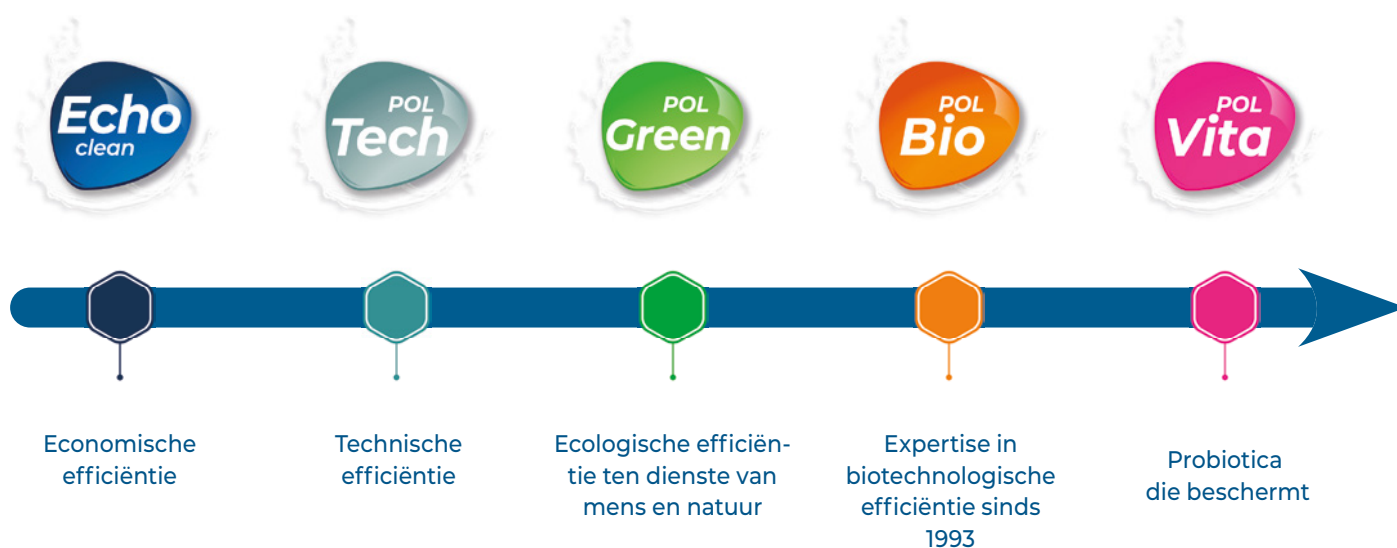 Echo
clean
POL
Tech
POL
Green
POL
Bio
POL
Vita
Economische
efficiëntie
Technische
efficiëntie
Ecologische efficiën-
tie ten dienste van
mens en natuur
Expertise in
biotechnologische
efficiëntie sinds
1993
Probiotica
die beschermt